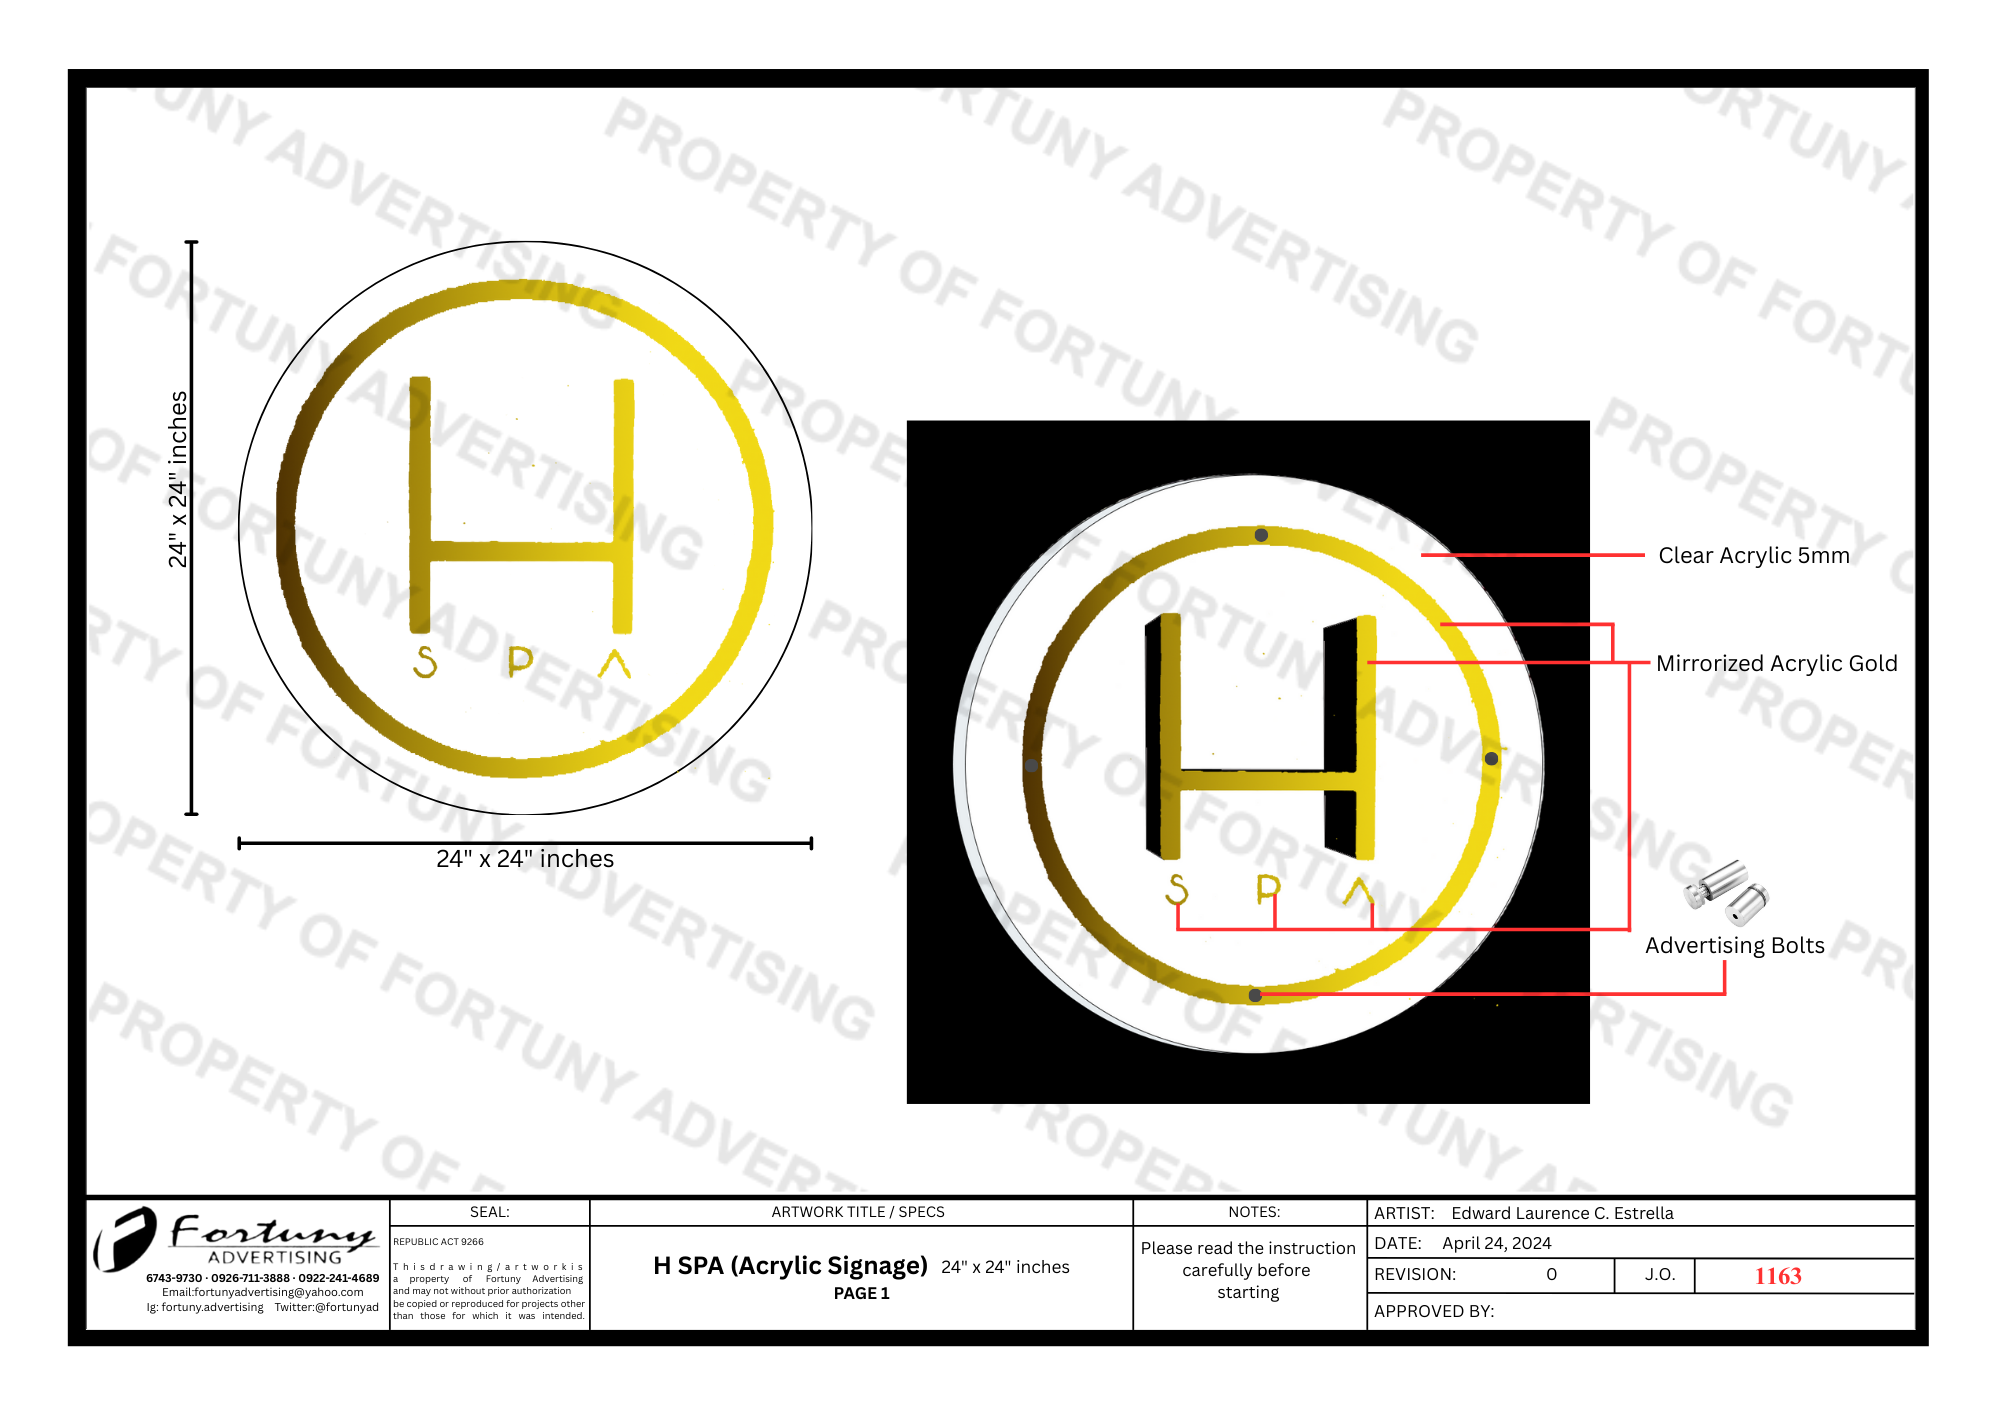 PROPERTY OF FORTUNY ADVERTISING
24" x 24" inches
24" x 24" inches
H
S P Λ
H
S P Λ
Clear Acrylic 5mm
Mirrorized Acrylic Gold
Advertising Bolts
Fortuny
ADVERTISING
6743-9730 · 0926-711-3888 · 0922-241-4689
Email:fortunyadvertising@yahoo.com
Ig: fortuny.advertising Twitter:@fortunyad
SEAL:
REPUBLIC ACT 9266
T h i s d r a w i n g / a r t w o r k i s
a property of Fortuny Advertising
and may not without prior authorization
be copied or reproduced for projects other
than those for which it was intended.
ARTWORK TITLE / SPECS
H SPA (Acrylic Signage) 24" x 24" inches
PAGE 1
NOTES:
Please read the instruction
carefully before
starting
ARTIST: Edward Laurence C. Estrella
DATE: April 24, 2024
REVISION: 0 J.O. 1163
APPROVED BY: